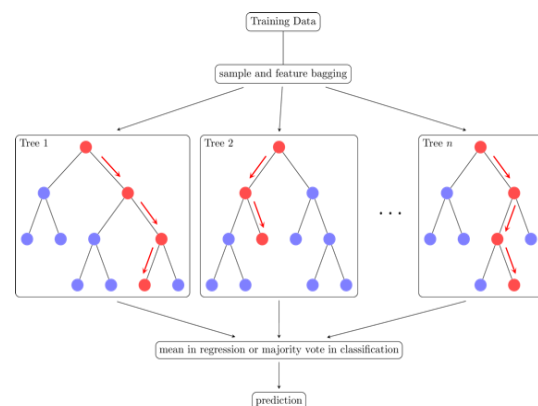 Training Data
sample and feature bagging
Tree 1
Tree 2
Tree n
...
mean in regression or majority vote in classification
prediction